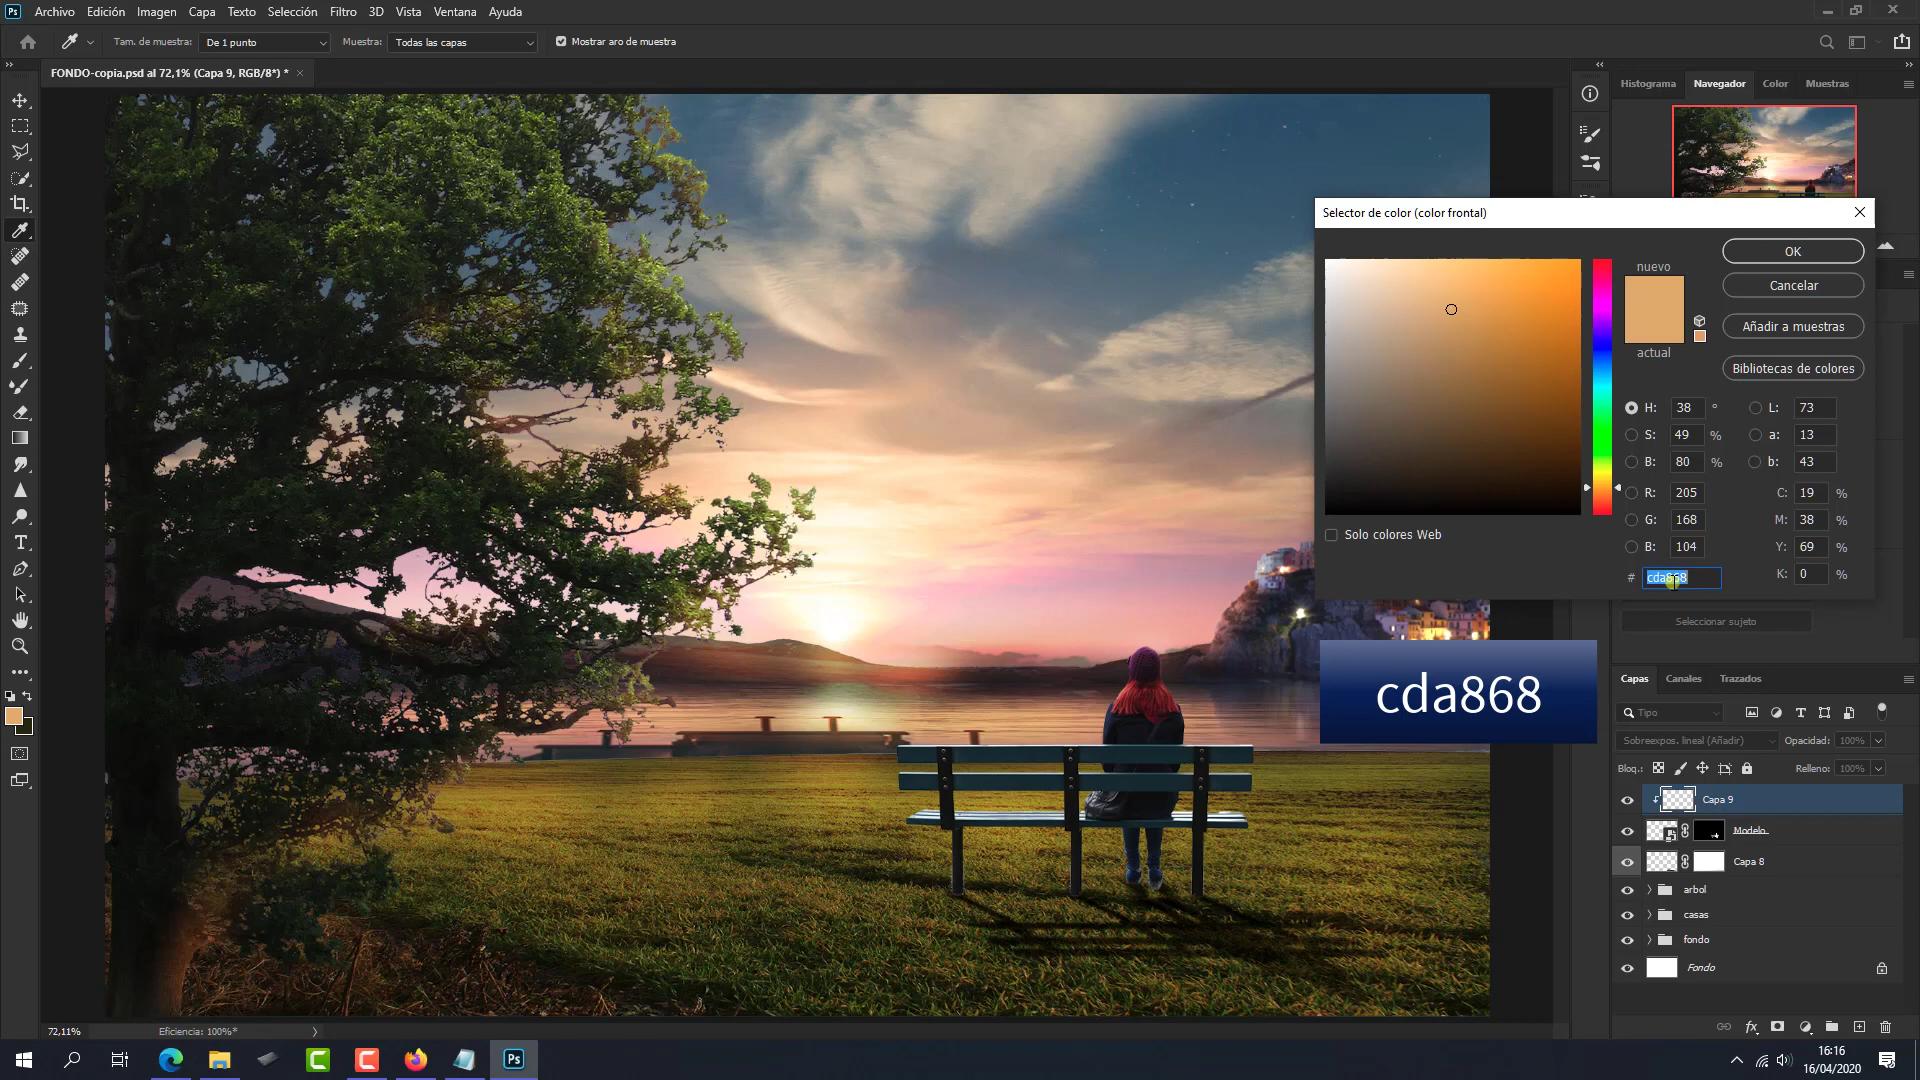 Ps Archivo Edición Imagen Capa Texto Selección Filtro 3D Vista Ventana Ayuda
Tam. de muestra: De 1 punto Muestra: Todas las capas Mostrar aro de muestra
FONDO-copia.psd al 72,1% (Capa 9, RGB/8*) *
Histograma Navegador Color Muestras
Selector de color (color frontal)
nuevo
actual
OK
Cancelar
Añadir a muestras
Bibliotecas de colores
H: 38 °
S: 49 %
B: 80 %
R: 205
G: 168
B: 104
# cda868
L: 73
a: 13
b: 43
C: 19 %
M: 38 %
Y: 69 %
K: 0 %
Solo colores Web
cda868
Seleccionar sujeto
Capas Canales Trazados
Tipo
Sobreexpos. lineal (Añadir) Opacidad: 100%
Bloq.: Relleno: 100%
Capa 9
Modelo
Capa 8
arbol
casas
fondo
Fondo
fx
72,11% Eficiencia: 100%*
Ps
16:16
16/04/2020